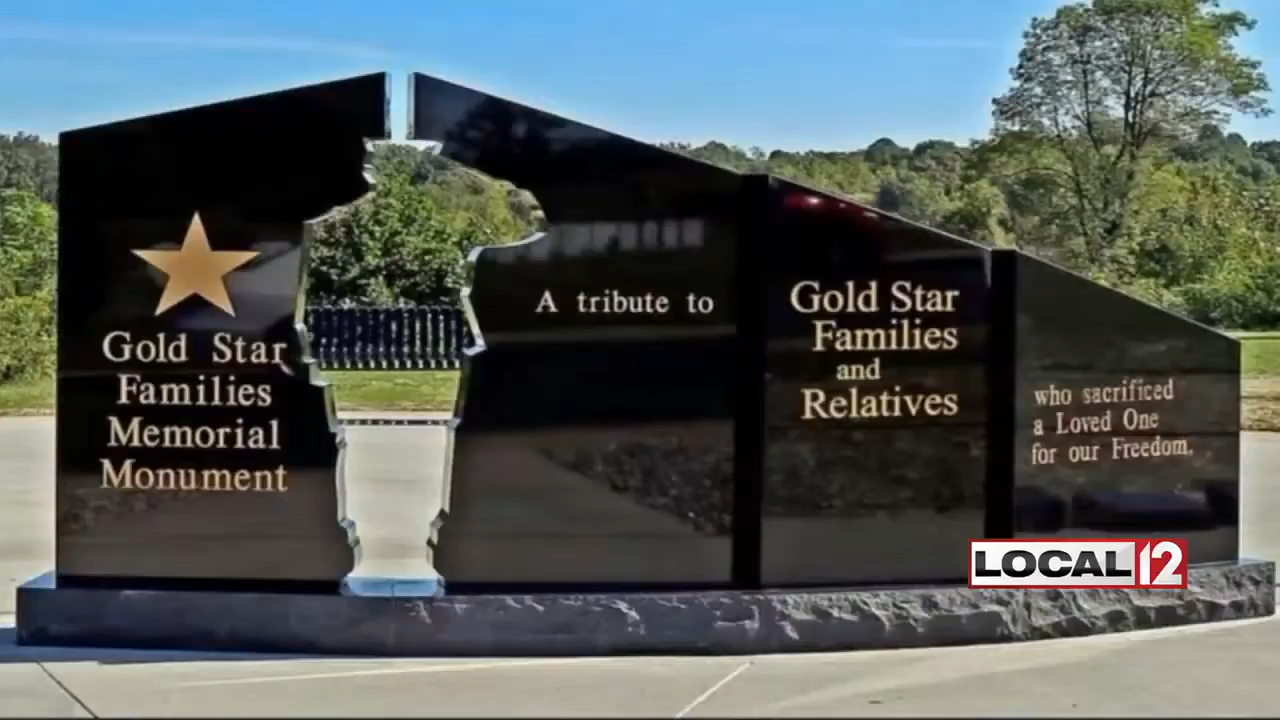 Gold Star
Families
Memorial
Monument
A tribute to
Gold Star
Families
and
Relatives
who sacrificed
a Loved One
for our Freedom.
LOCAL 12